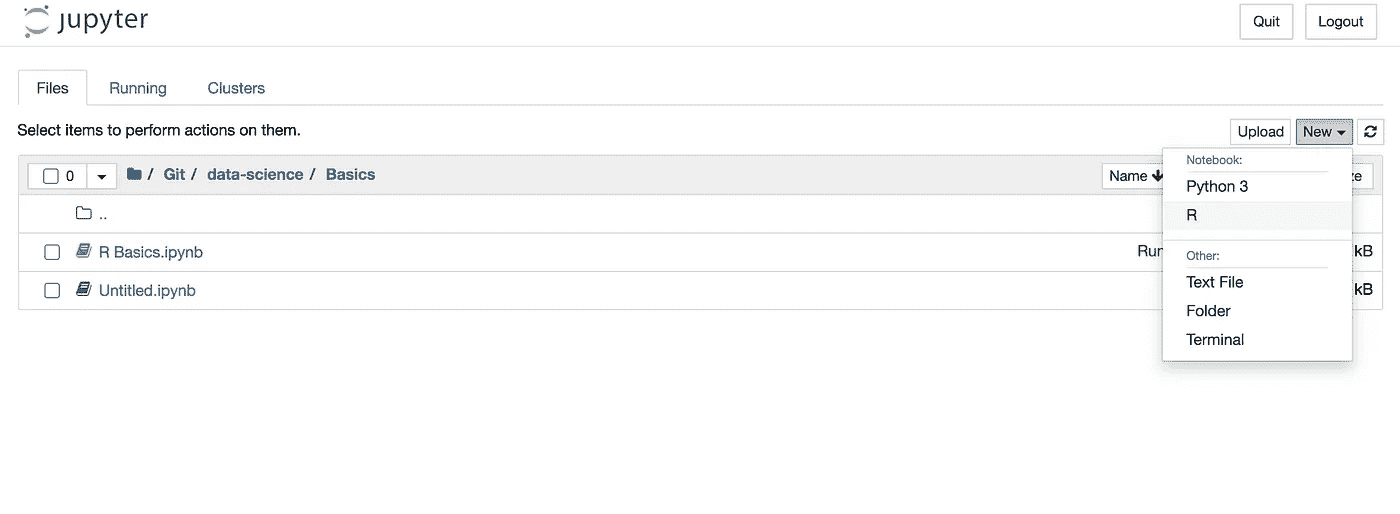 jupyter
Quit Logout
Files Running Clusters
Select items to perform actions on them.
Upload New
0 / Git / data-science / Basics
Name
Notebook:
Python 3
R
..
R Basics.ipynb
kB
Other:
Untitled.ipynb
Text File
kB
Folder
Terminal